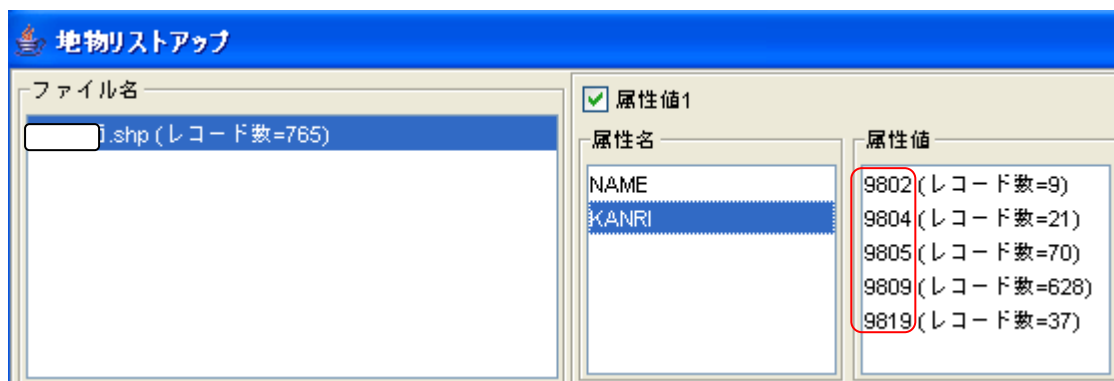 地物リストアップ
ファイル名
.shp (レコード数=765)
属性値1
属性名
NAME
KANRI
属性値
9802 (レコード数=9)
9804 (レコード数=21)
9805 (レコード数=70)
9809 (レコード数=628)
9819 (レコード数=37)